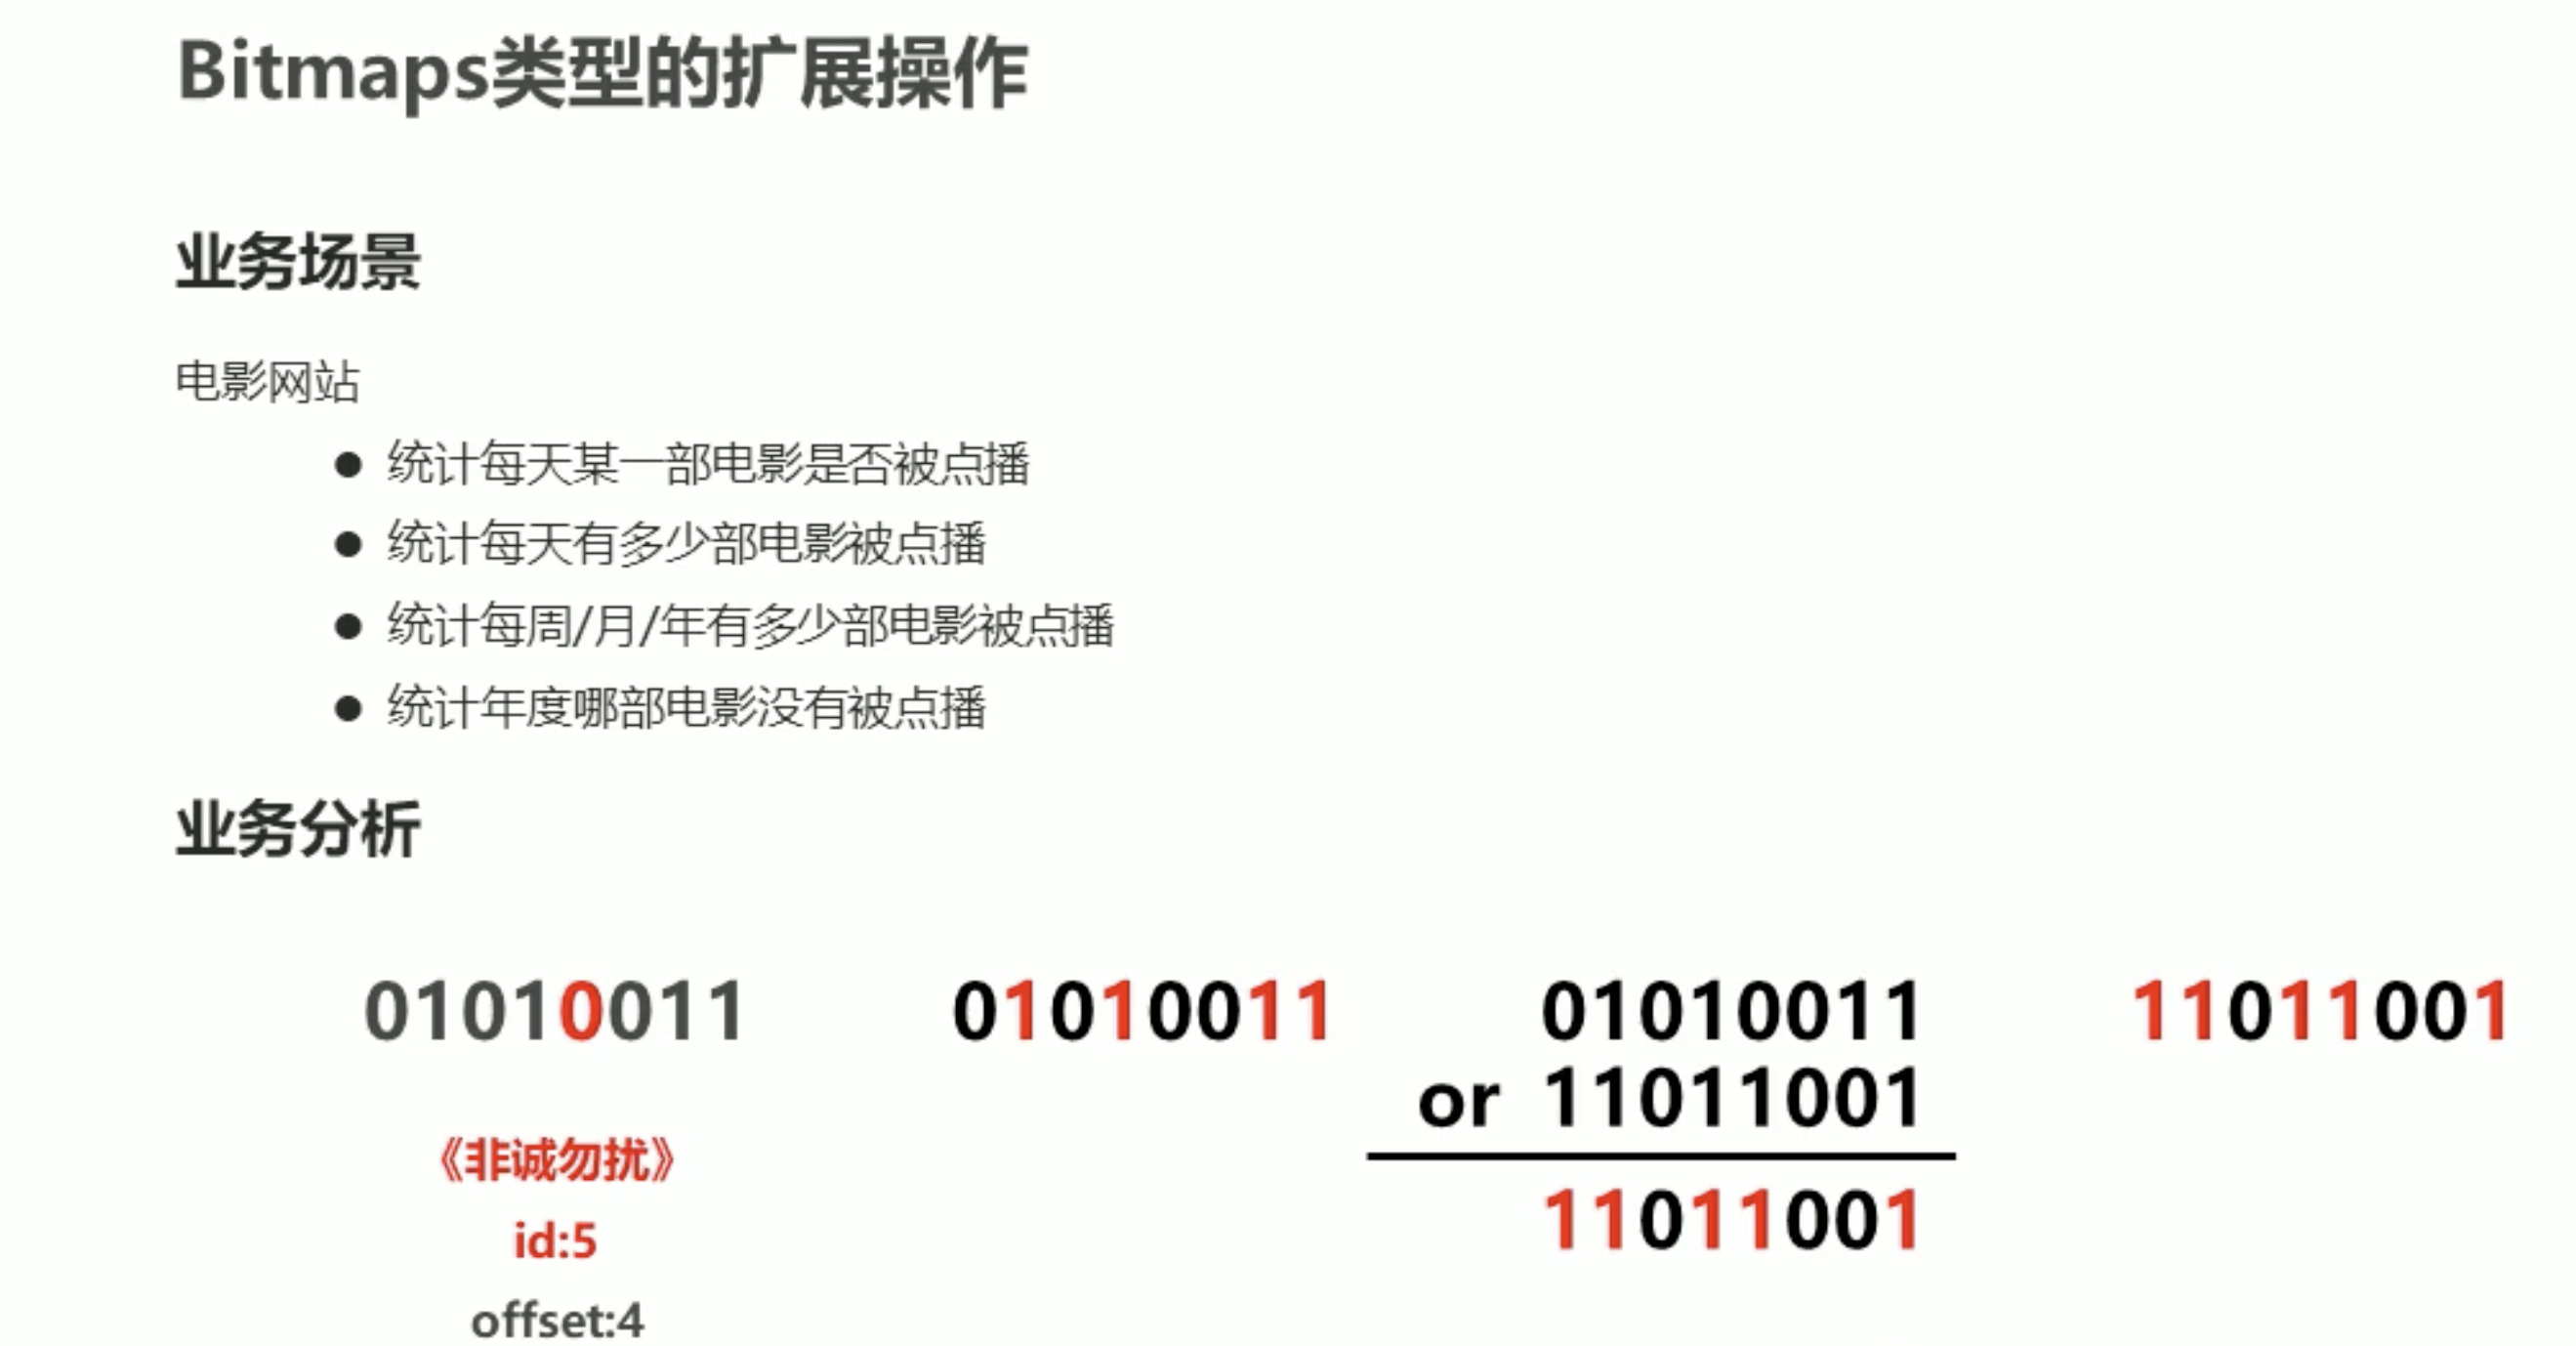 Bitmaps类型的扩展操作
业务场景
电影网站
● 统计每天某一部电影是否被点播
● 统计每天有多少部电影被点播
● 统计每周/月/年有多少部电影被点播
● 统计年度哪部电影没有被点播
业务分析
01010011 01010011 01010011 11011001
or 11011001
《非诚勿扰》
11011001
id:5
offset:4